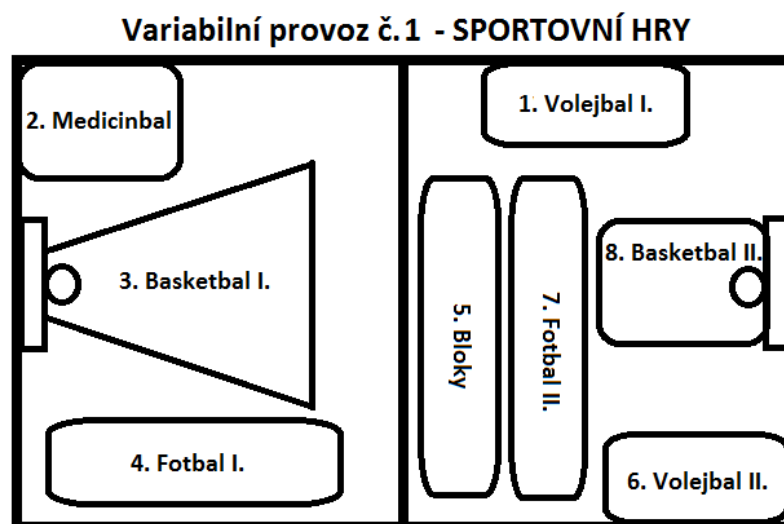 Variabilní provoz č.1 - SPORTOVNÍ HRY
2. Medicinbal
1. Volejbal I.
3. Basketbal I.
8. Basketbal II.
5. Bloky
7. Fotbal II.
4. Fotbal I.
6. Volejbal II.